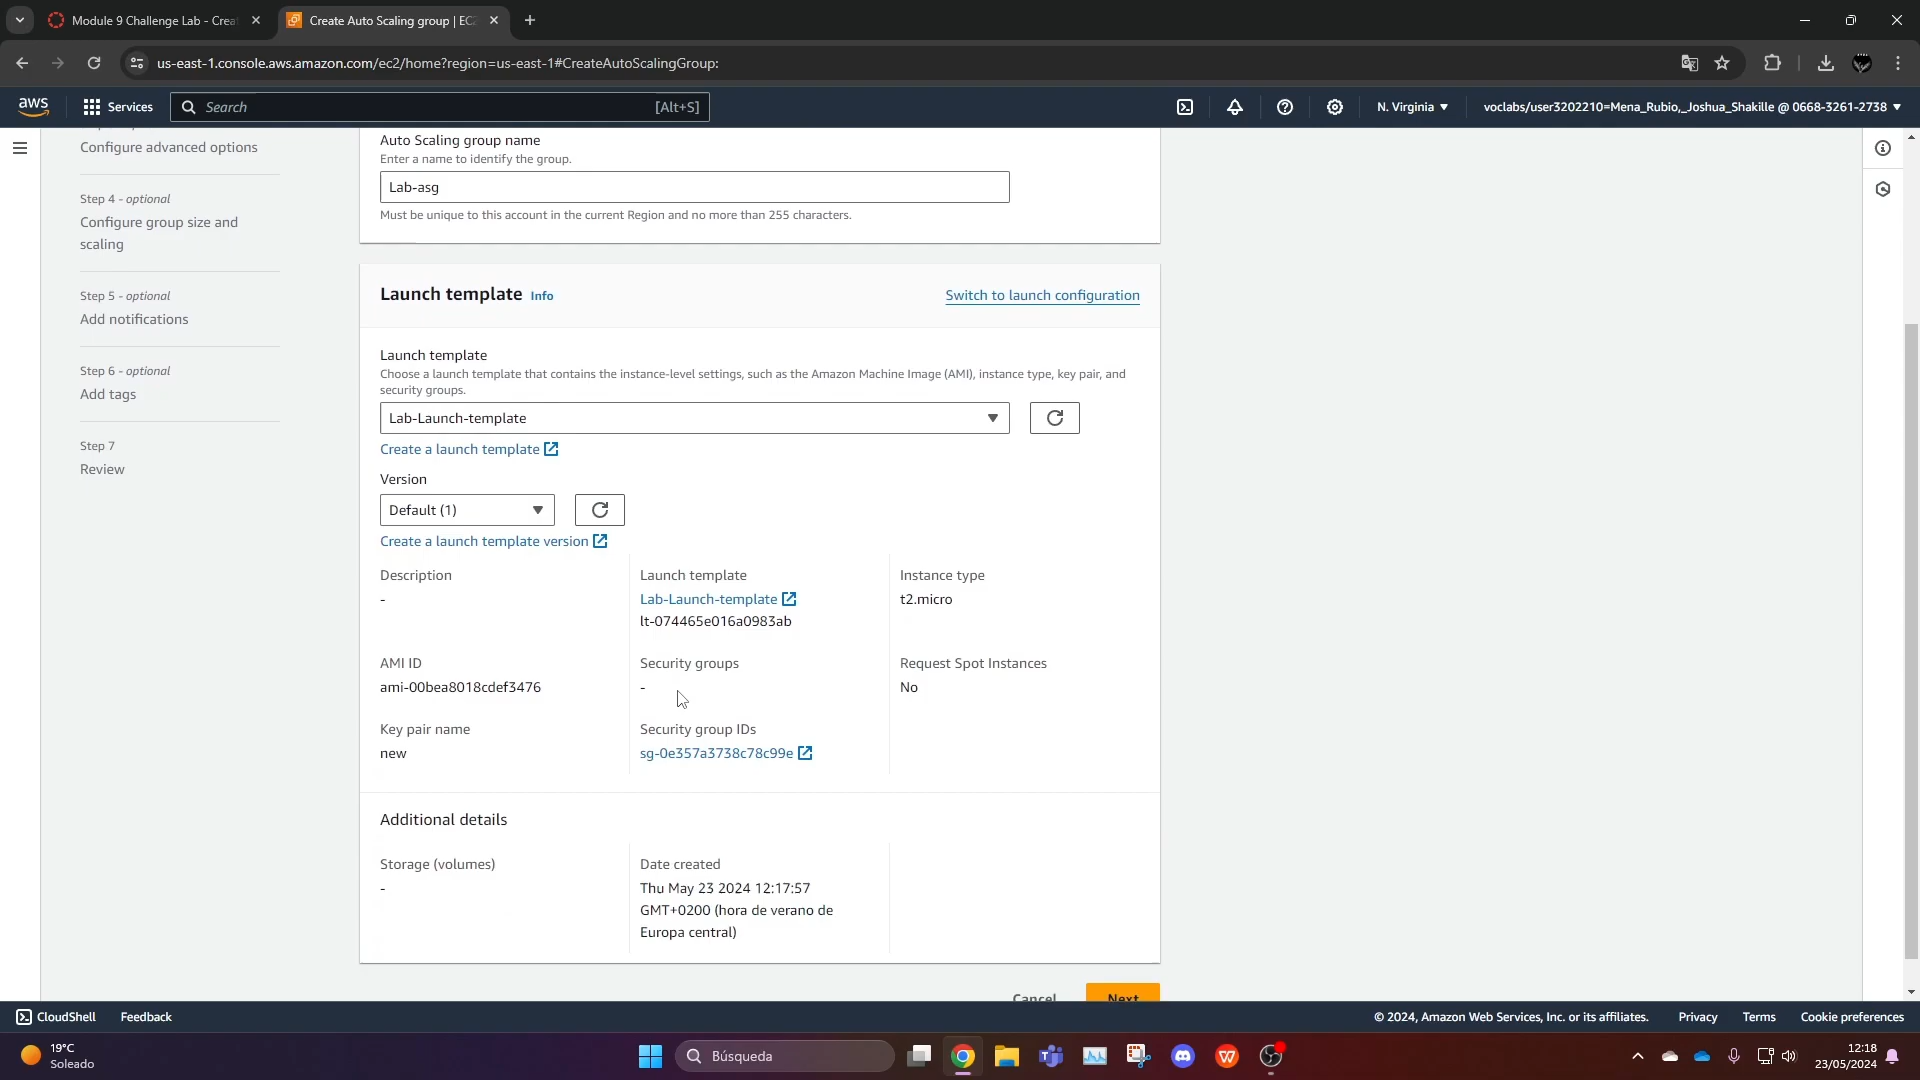 Module 9 Challenge Lab - Crea
Create Auto Scaling group | EC2
us-east-1.console.aws.amazon.com/ec2/home?region=us-east-1#CreateAutoScalingGroup:
aws
Services
Search
[Alt+S]
N. Virginia
voclabs/user3202210=Mena_Rubio,_Joshua_Shakille @ 0668-3261-2738
Configure advanced options
Step 4 - optional
Configure group size and
scaling
Step 5 - optional
Add notifications
Step 6 - optional
Add tags
Step 7
Review
Auto Scaling group name
Enter a name to identify the group.
Lab-asg
Must be unique to this account in the current Region and no more than 255 characters.
Launch template Info
Switch to launch configuration
Launch template
Choose a launch template that contains the instance-level settings, such as the Amazon Machine Image (AMI), instance type, key pair, and
security groups.
Lab-Launch-template
Create a launch template
Version
Default (1)
Create a launch template version
Description
-
Launch template
Lab-Launch-template
lt-074465e016a0983ab
Instance type
t2.micro
AMI ID
ami-00bea8018cdef3476
Security groups
-
Request Spot Instances
No
Key pair name
new
Security group IDs
sg-0e357a3738c78c99e
Additional details
Storage (volumes)
-
Date created
Thu May 23 2024 12:17:57
GMT+0200 (hora de verano de
Europa central)
Cancel
Next
CloudShell
Feedback
© 2024, Amazon Web Services, Inc. or its affiliates.
Privacy
Terms
Cookie preferences
19°C
Soleado
Búsqueda
12:18
23/05/2024